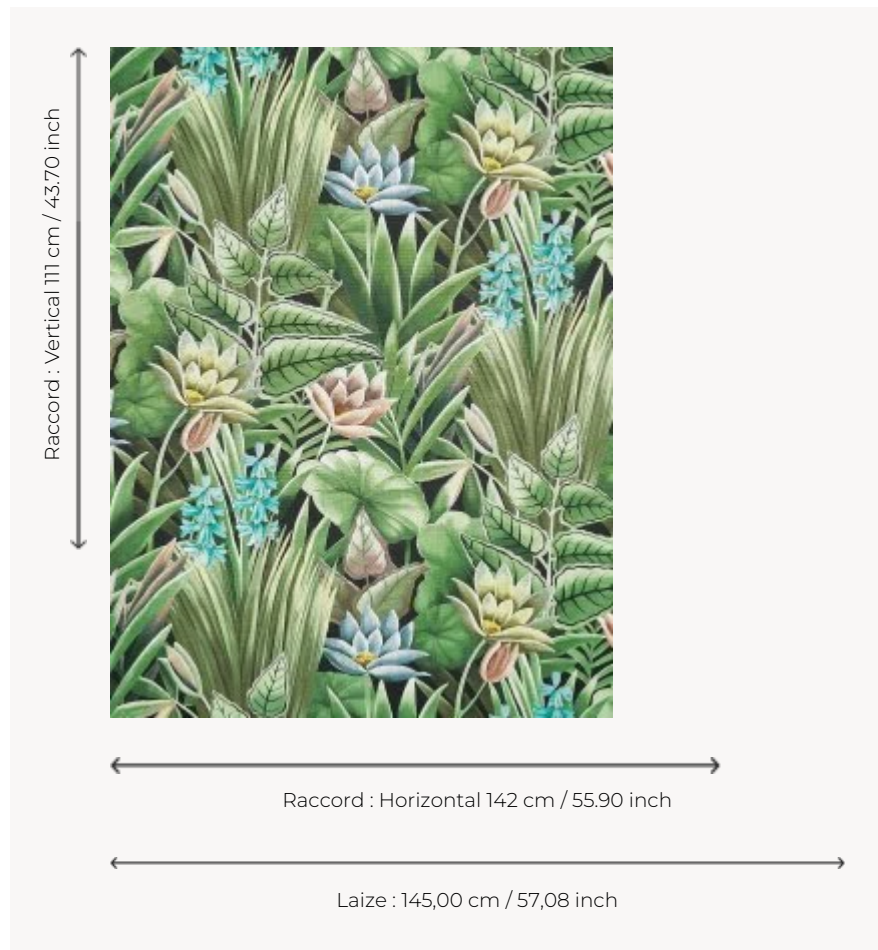 Raccord : Vertical 111 cm / 43.70 inch
Raccord : Horizontal 142 cm / 55.90 inch
Laize : 145,00 cm / 57,08 inch